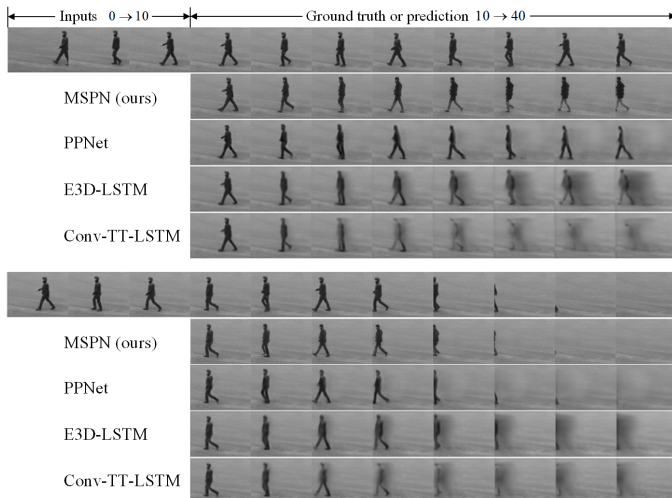 Inputs 0 → 10 Ground truth or prediction 10 → 40
MSPN (ours)
PPNet
E3D-LSTM
Conv-TT-LSTM
MSPN (ours)
PPNet
E3D-LSTM
Conv-TT-LSTM